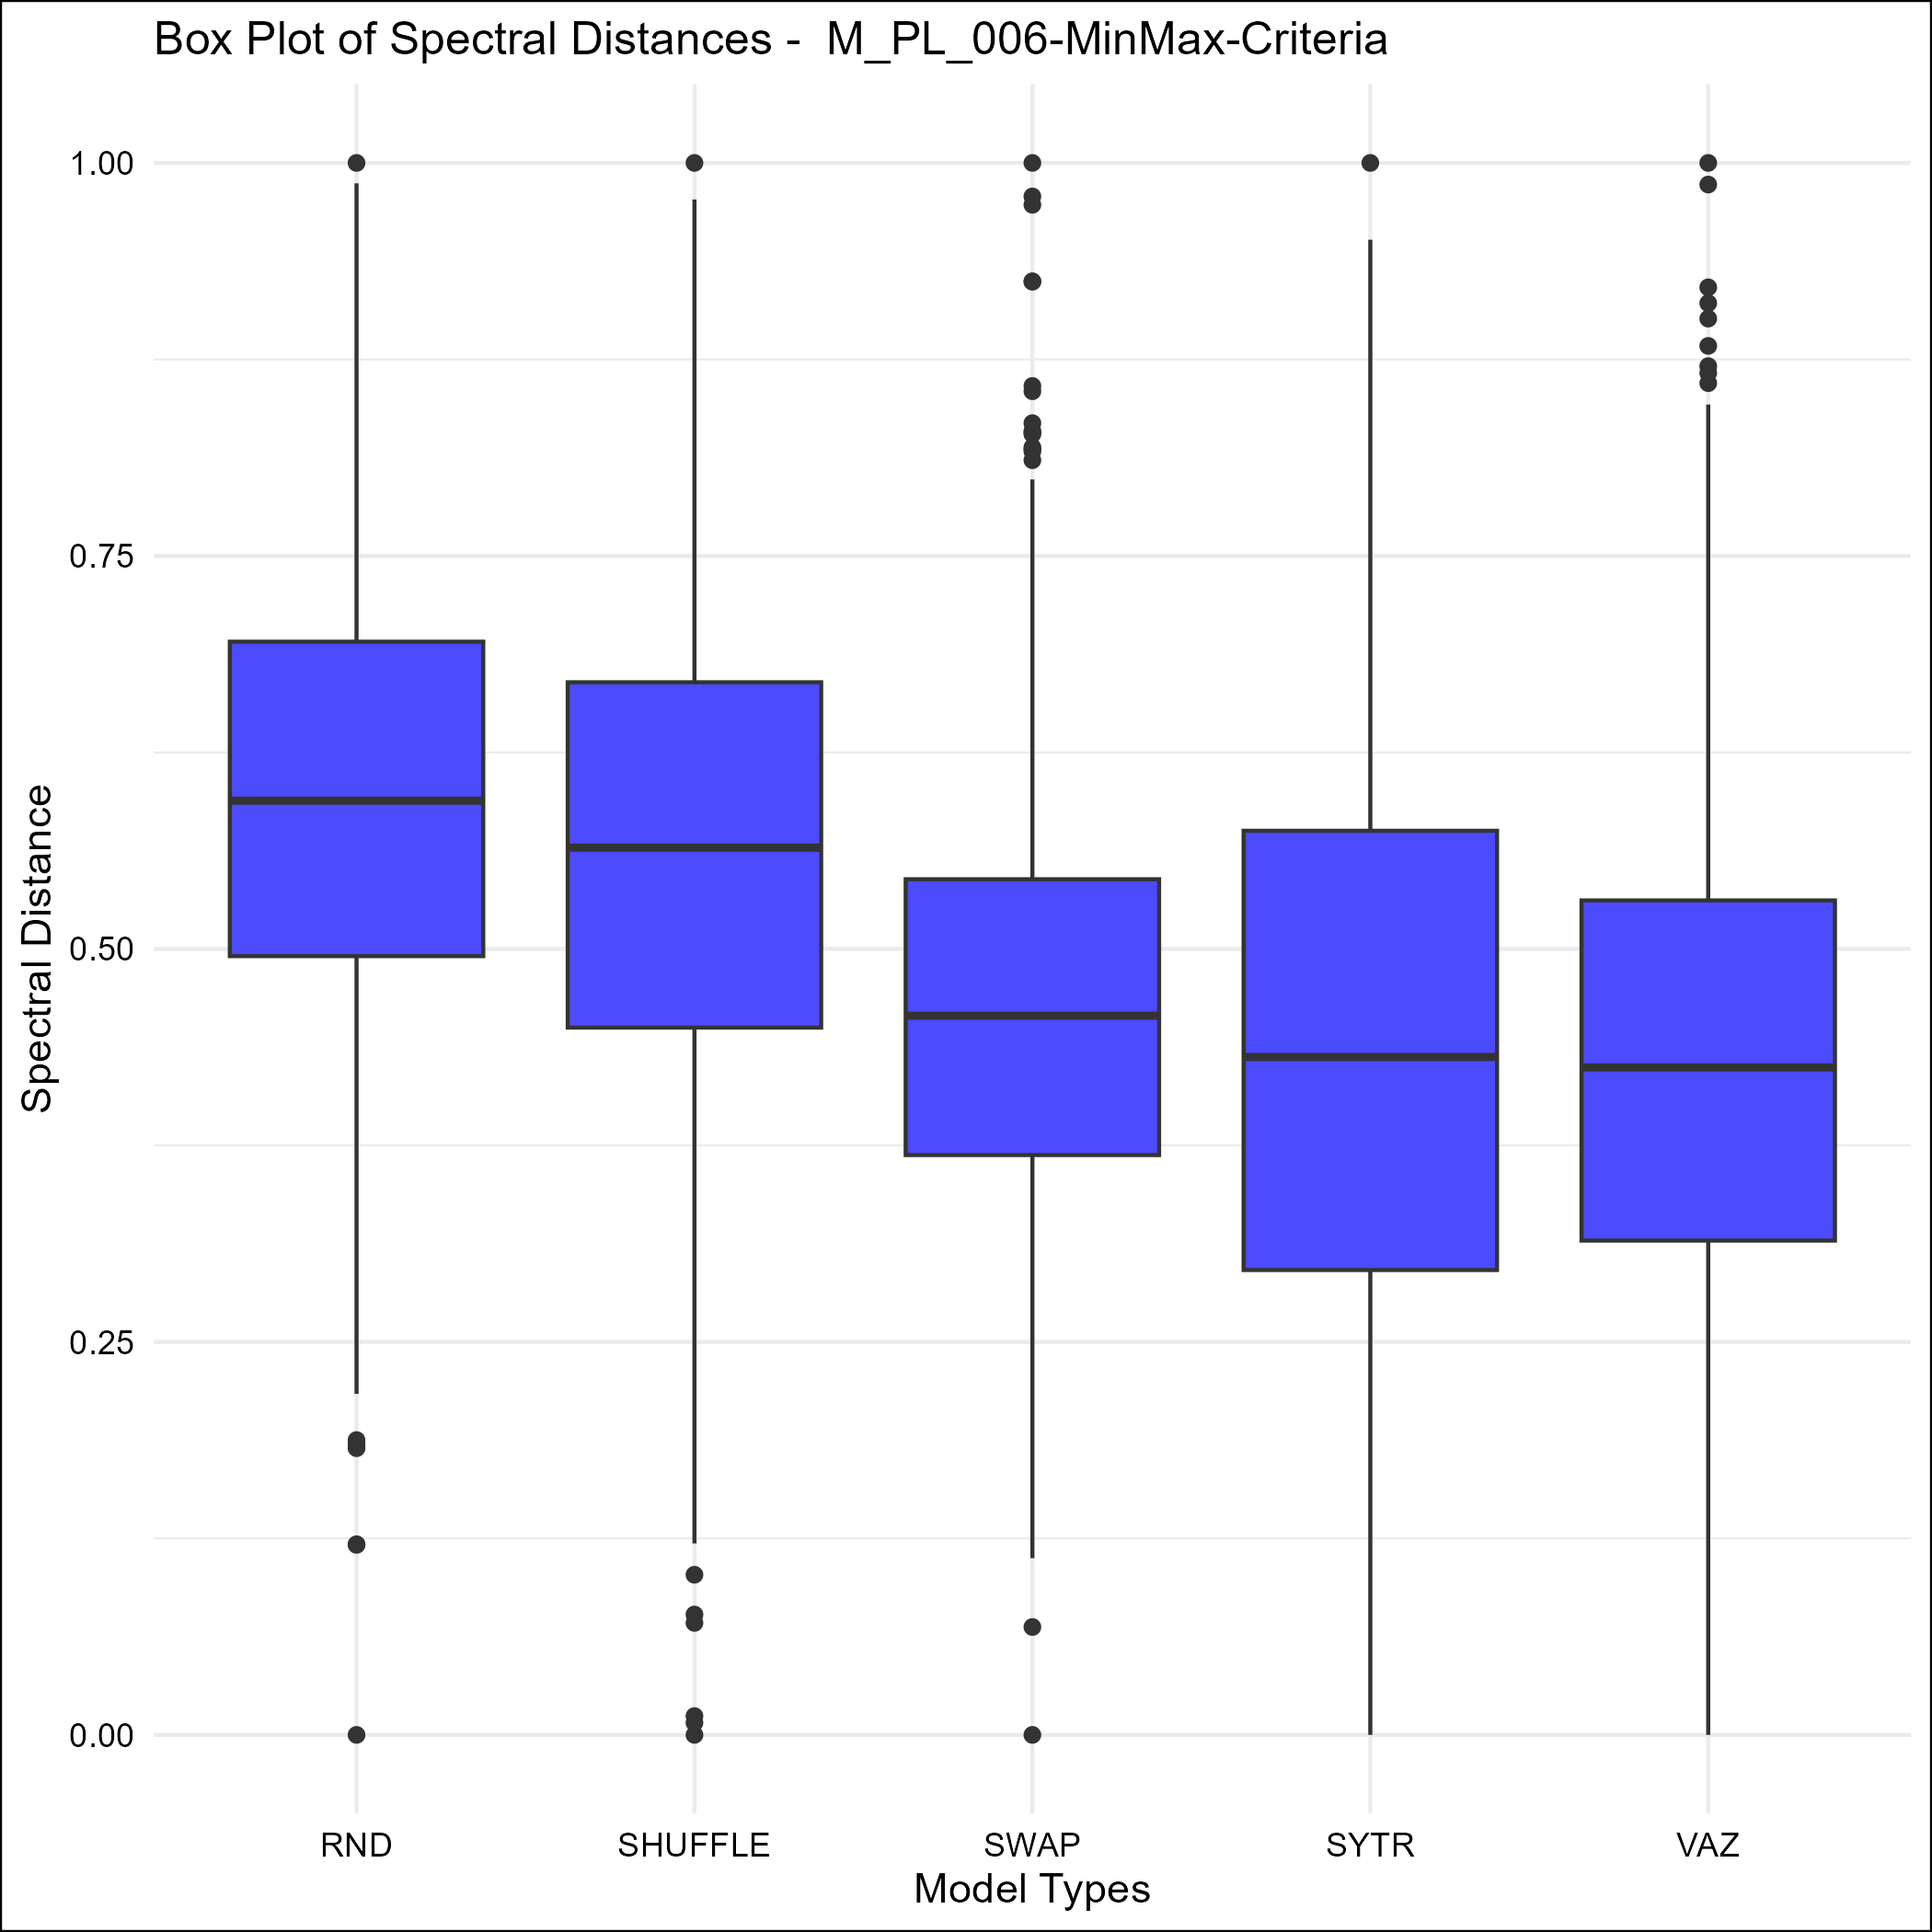 Box Plot of Spectral Distances -  M_PL_006-MinMax-Criteria
1.00
0.75
0.50
0.25
0.00
Spectral Distance
RND
SHUFFLE
SWAP
SYTR
VAZ
Model Types